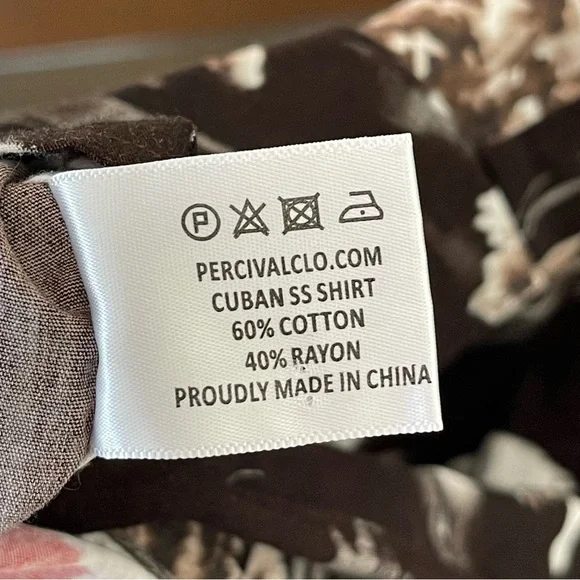 P
PERCIVALCLO.COM
CUBAN SS SHIRT
60% COTTON
40% RAYON
PROUDLY MADE IN CHINA